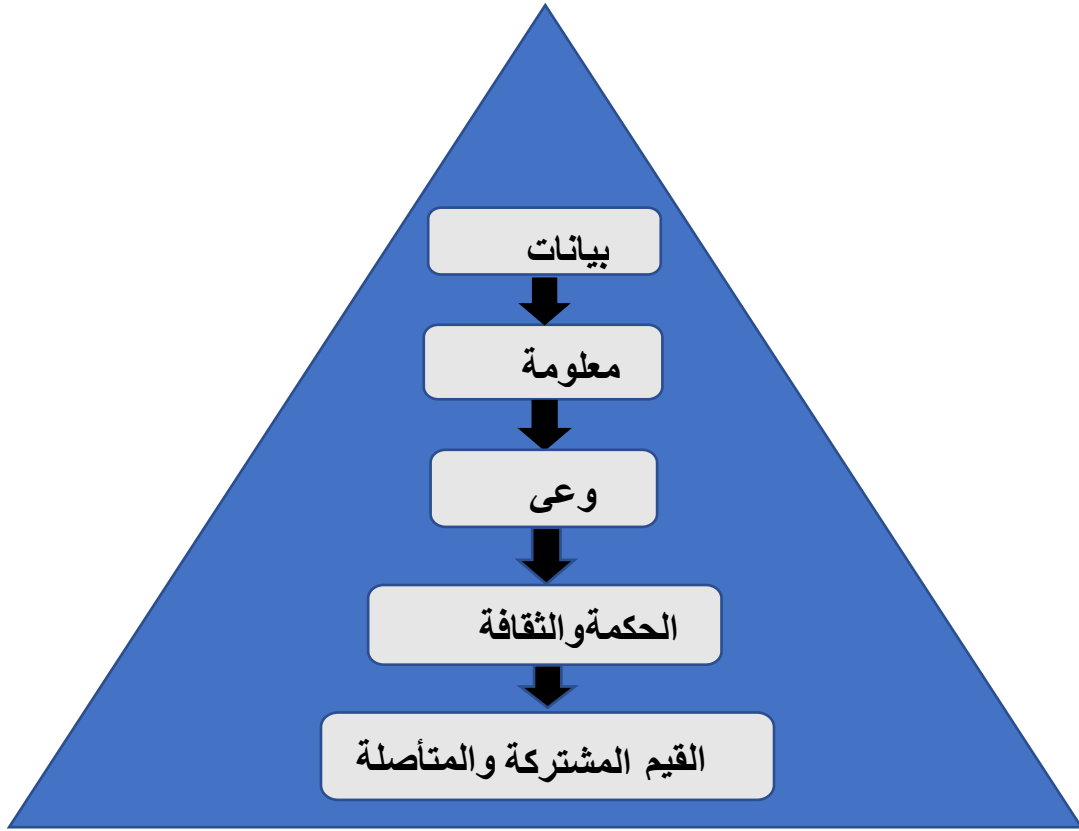 بيانات
معلومة
وعى
الحكمةوالثقافة
القيم المشتركة والمتأصلة